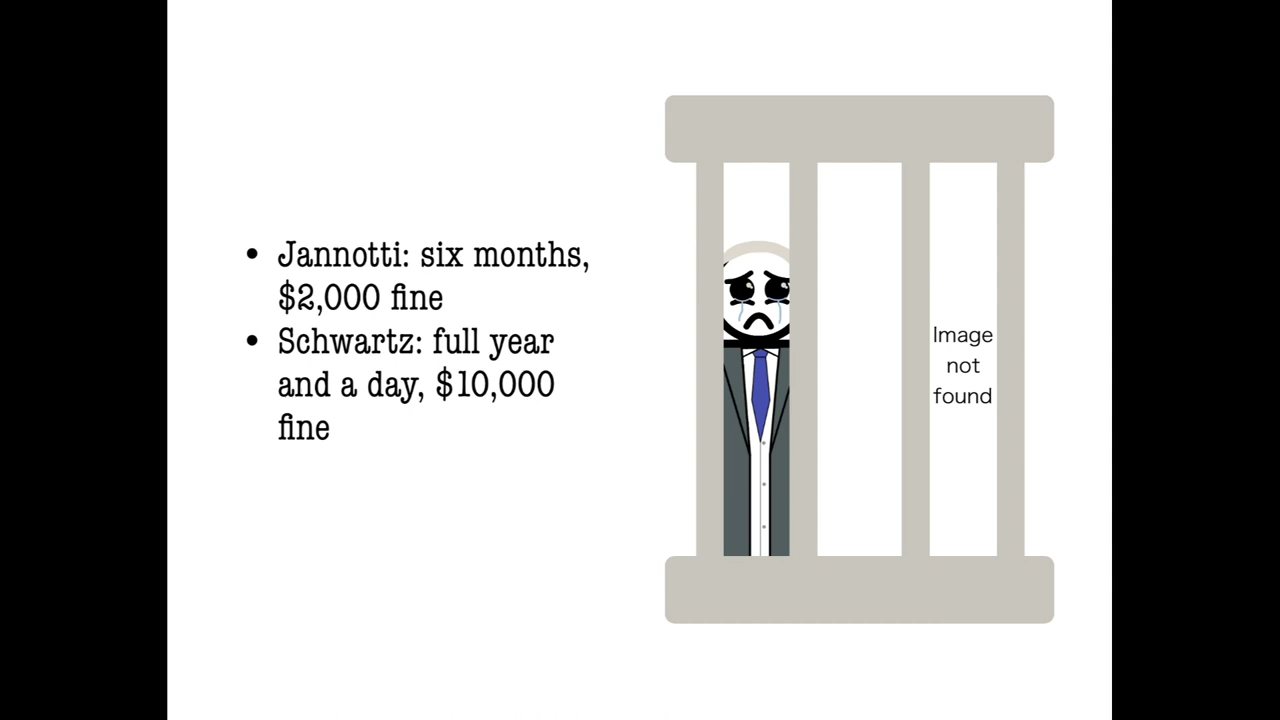 • Jannotti: six months,
$2,000 fine
• Schwartz: full year
and a day, $10,000
fine
Image
not
found